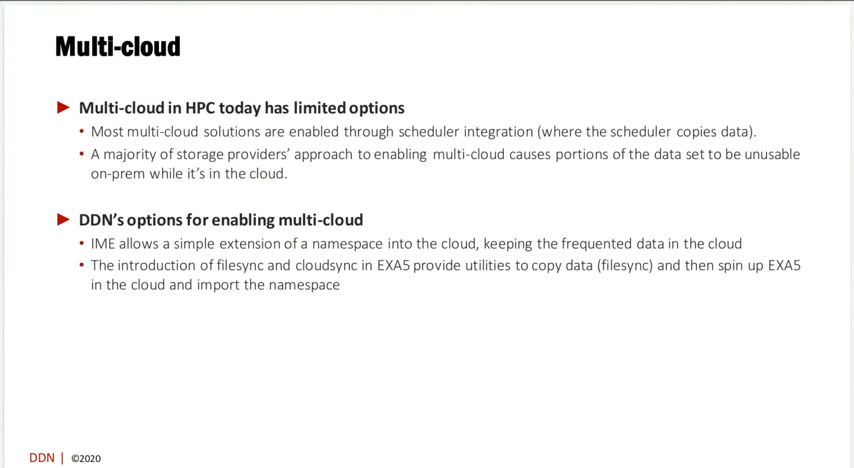 Multi-cloud
► Multi-cloud in HPC today has limited options
• Most multi-cloud solutions are enabled through scheduler integration (where the scheduler copies data).
• A majority of storage providers' approach to enabling multi-cloud causes portions of the data set to be unusable
on-prem while it's in the cloud.
► DDN's options for enabling multi-cloud
• IME allows a simple extension of a namespace into the cloud, keeping the frequented data in the cloud
• The introduction of filesync and cloudsync in EXA5 provide utilities to copy data (filesync) and then spin up EXA5
in the cloud and import the namespace
DDN | ©2020